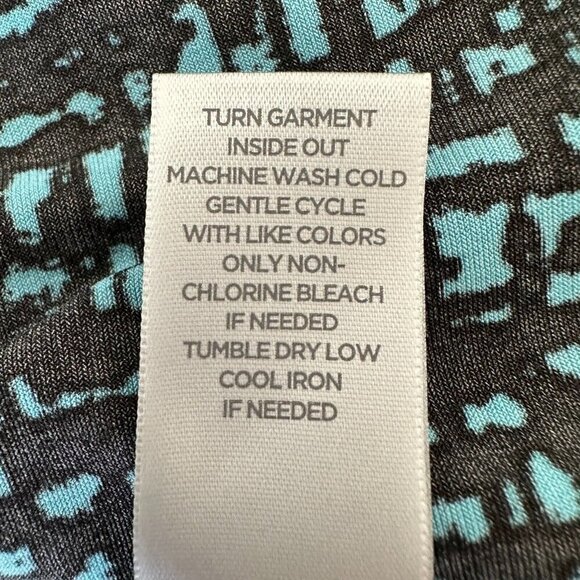 TURN GARMENT
INSIDE OUT
MACHINE WASH COLD
GENTLE CYCLE
WITH LIKE COLORS
ONLY NON-
CHLORINE BLEACH
IF NEEDED
TUMBLE DRY LOW
COOL IRON
IF NEEDED